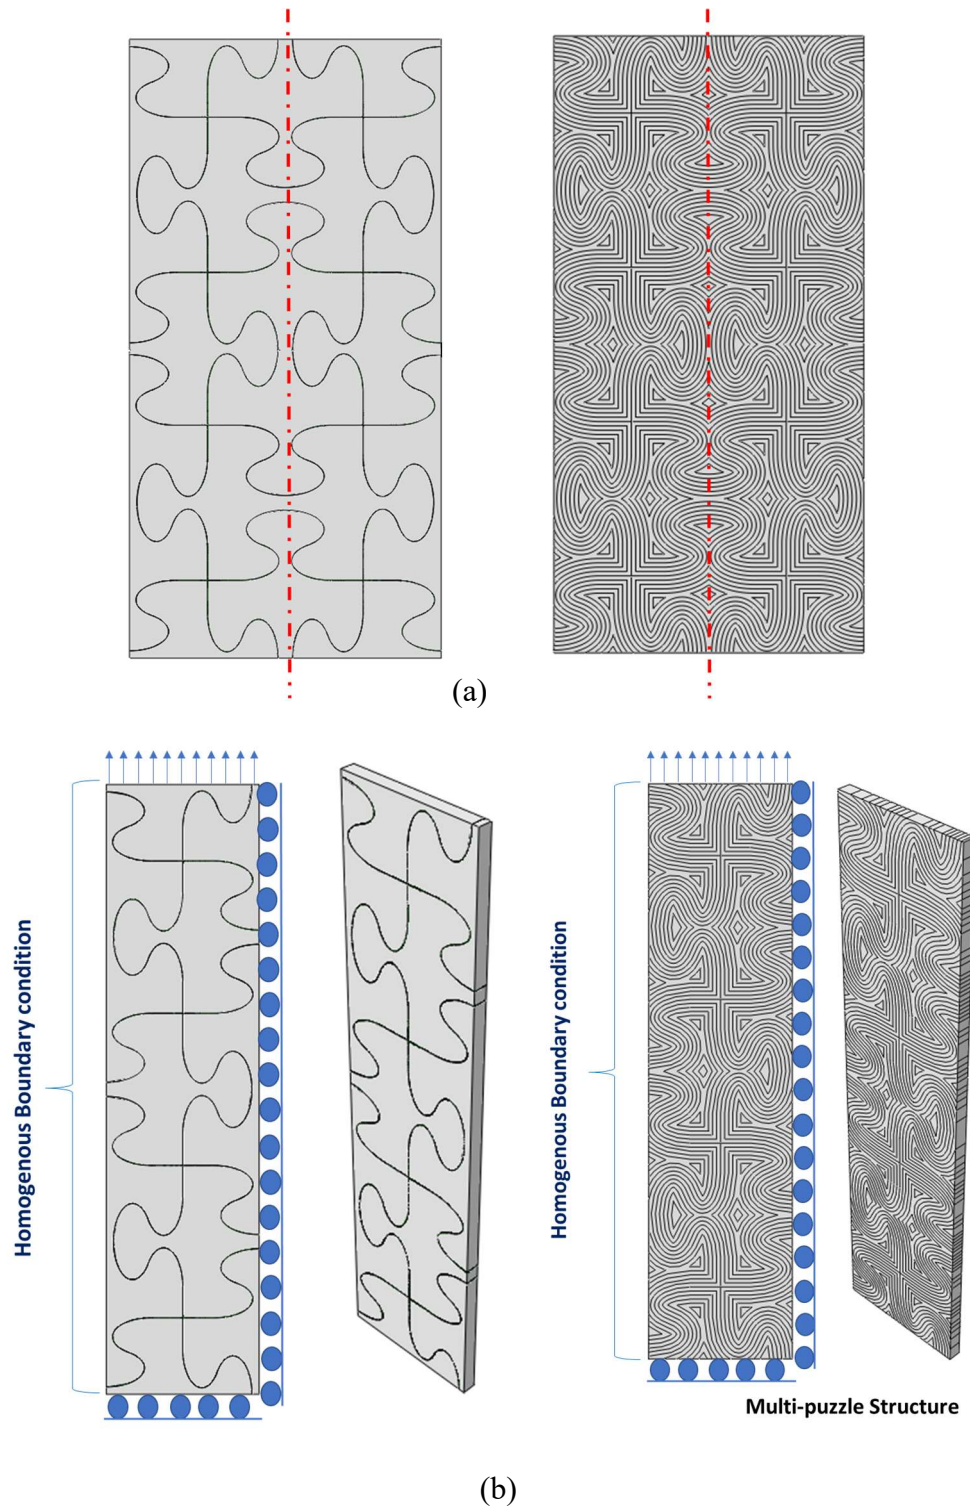 (a)
Homogenous Boundary condition
Homogenous Boundary condition
Multi-puzzle Structure
(b)